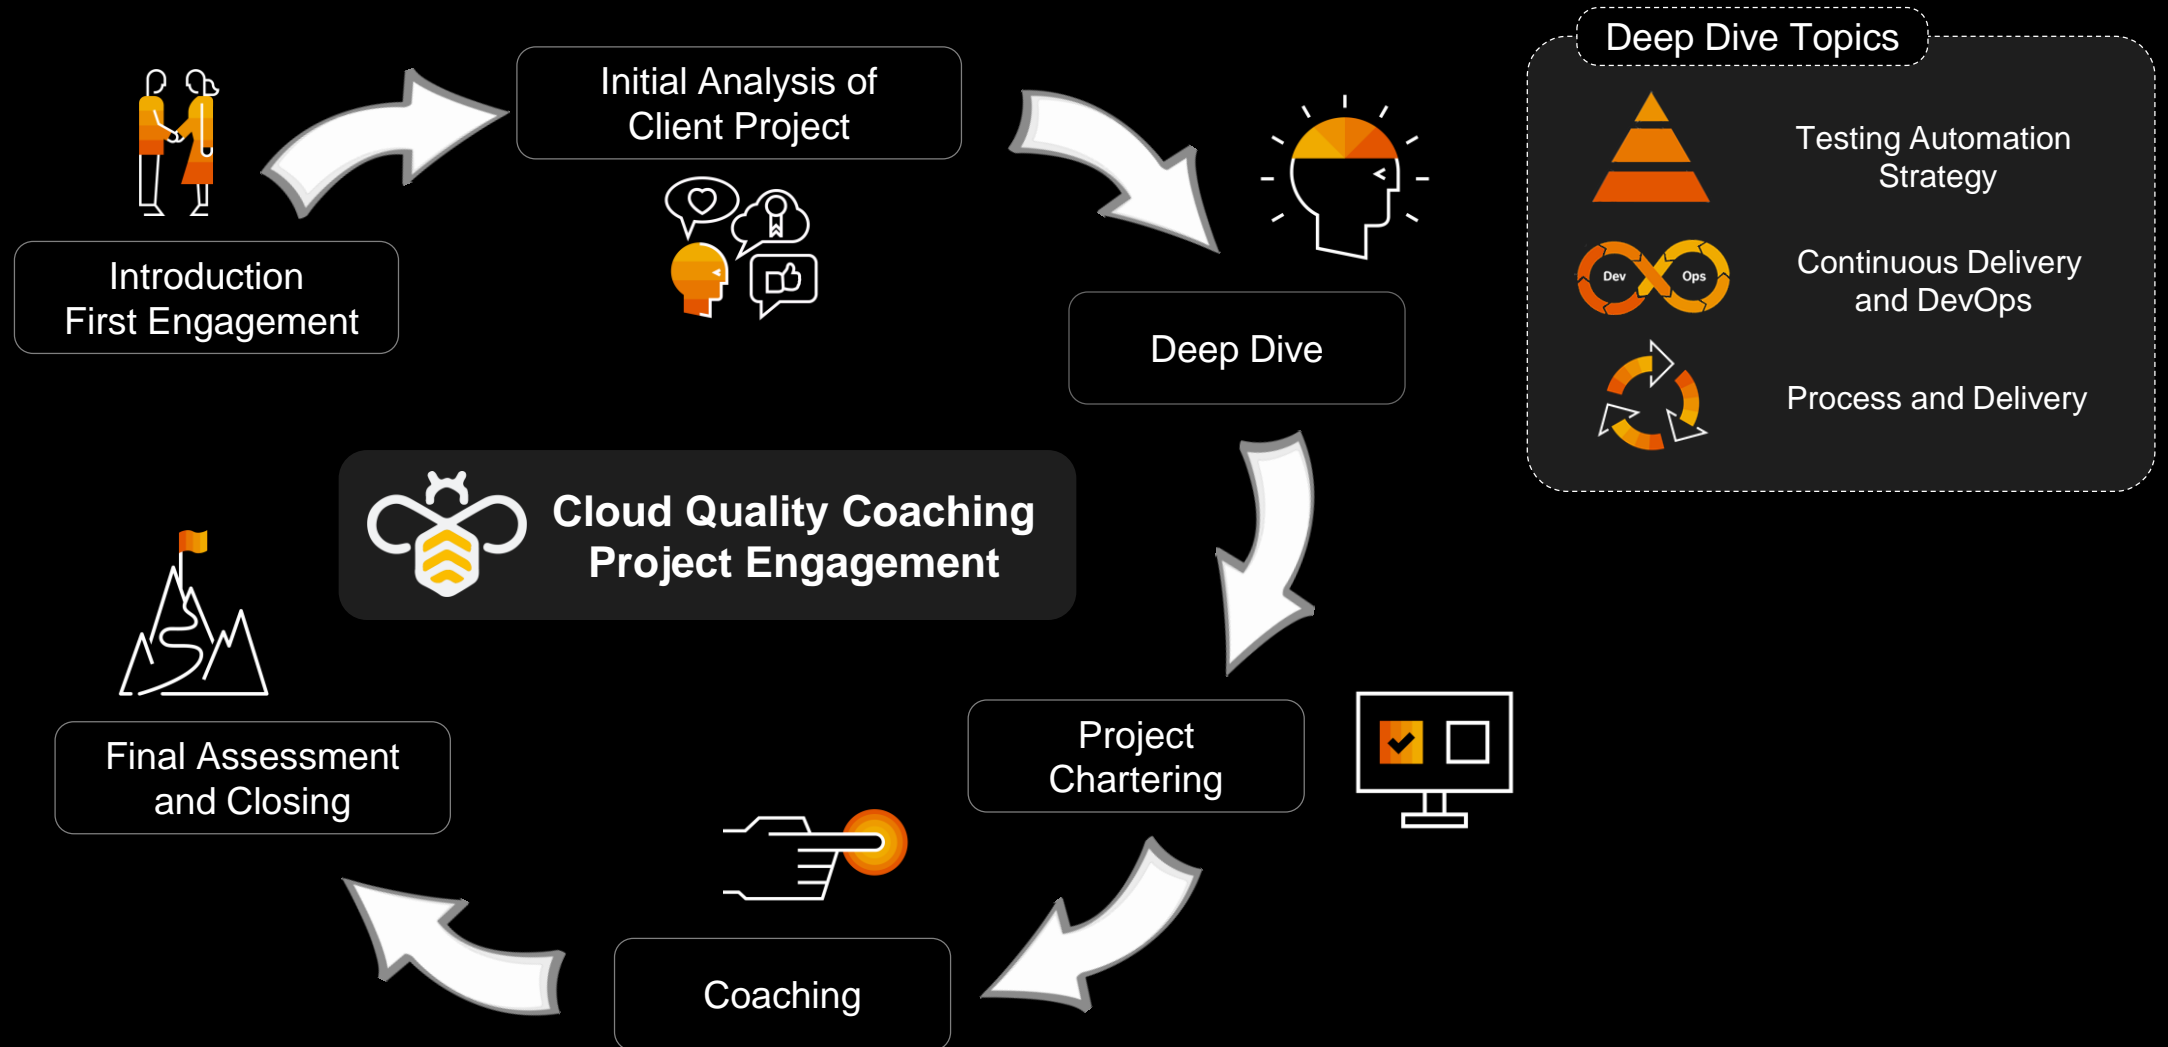 Introduction
First Engagement
Initial Analysis of
Client Project
Deep Dive
Deep Dive Topics
Testing Automation
Strategy
Dev
Ops
Continuous Delivery
and DevOps
Process and Delivery
Cloud Quality Coaching
Project Engagement
Project
Chartering
Coaching
Final Assessment
and Closing